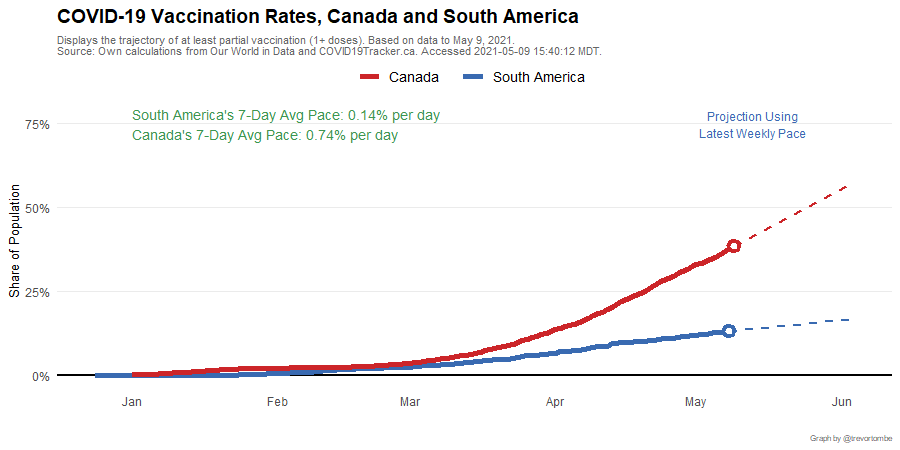 COVID-19 Vaccination Rates, Canada and South America
Displays the trajectory of at least partial vaccination (1+ doses). Based on data to May 9, 2021.
Source: Own calculations from Our World in Data and COVID19Tracker.ca. Accessed 2021-05-09 15:40:12 MDT.
Canada South America
South America's 7-Day Avg Pace: 0.14% per day
Canada's 7-Day Avg Pace: 0.74% per day
Projection Using
Latest Weekly Pace
Share of Population
75%
50%
25%
0%
Jan Feb Mar Apr May Jun
Graph by @trevortombe